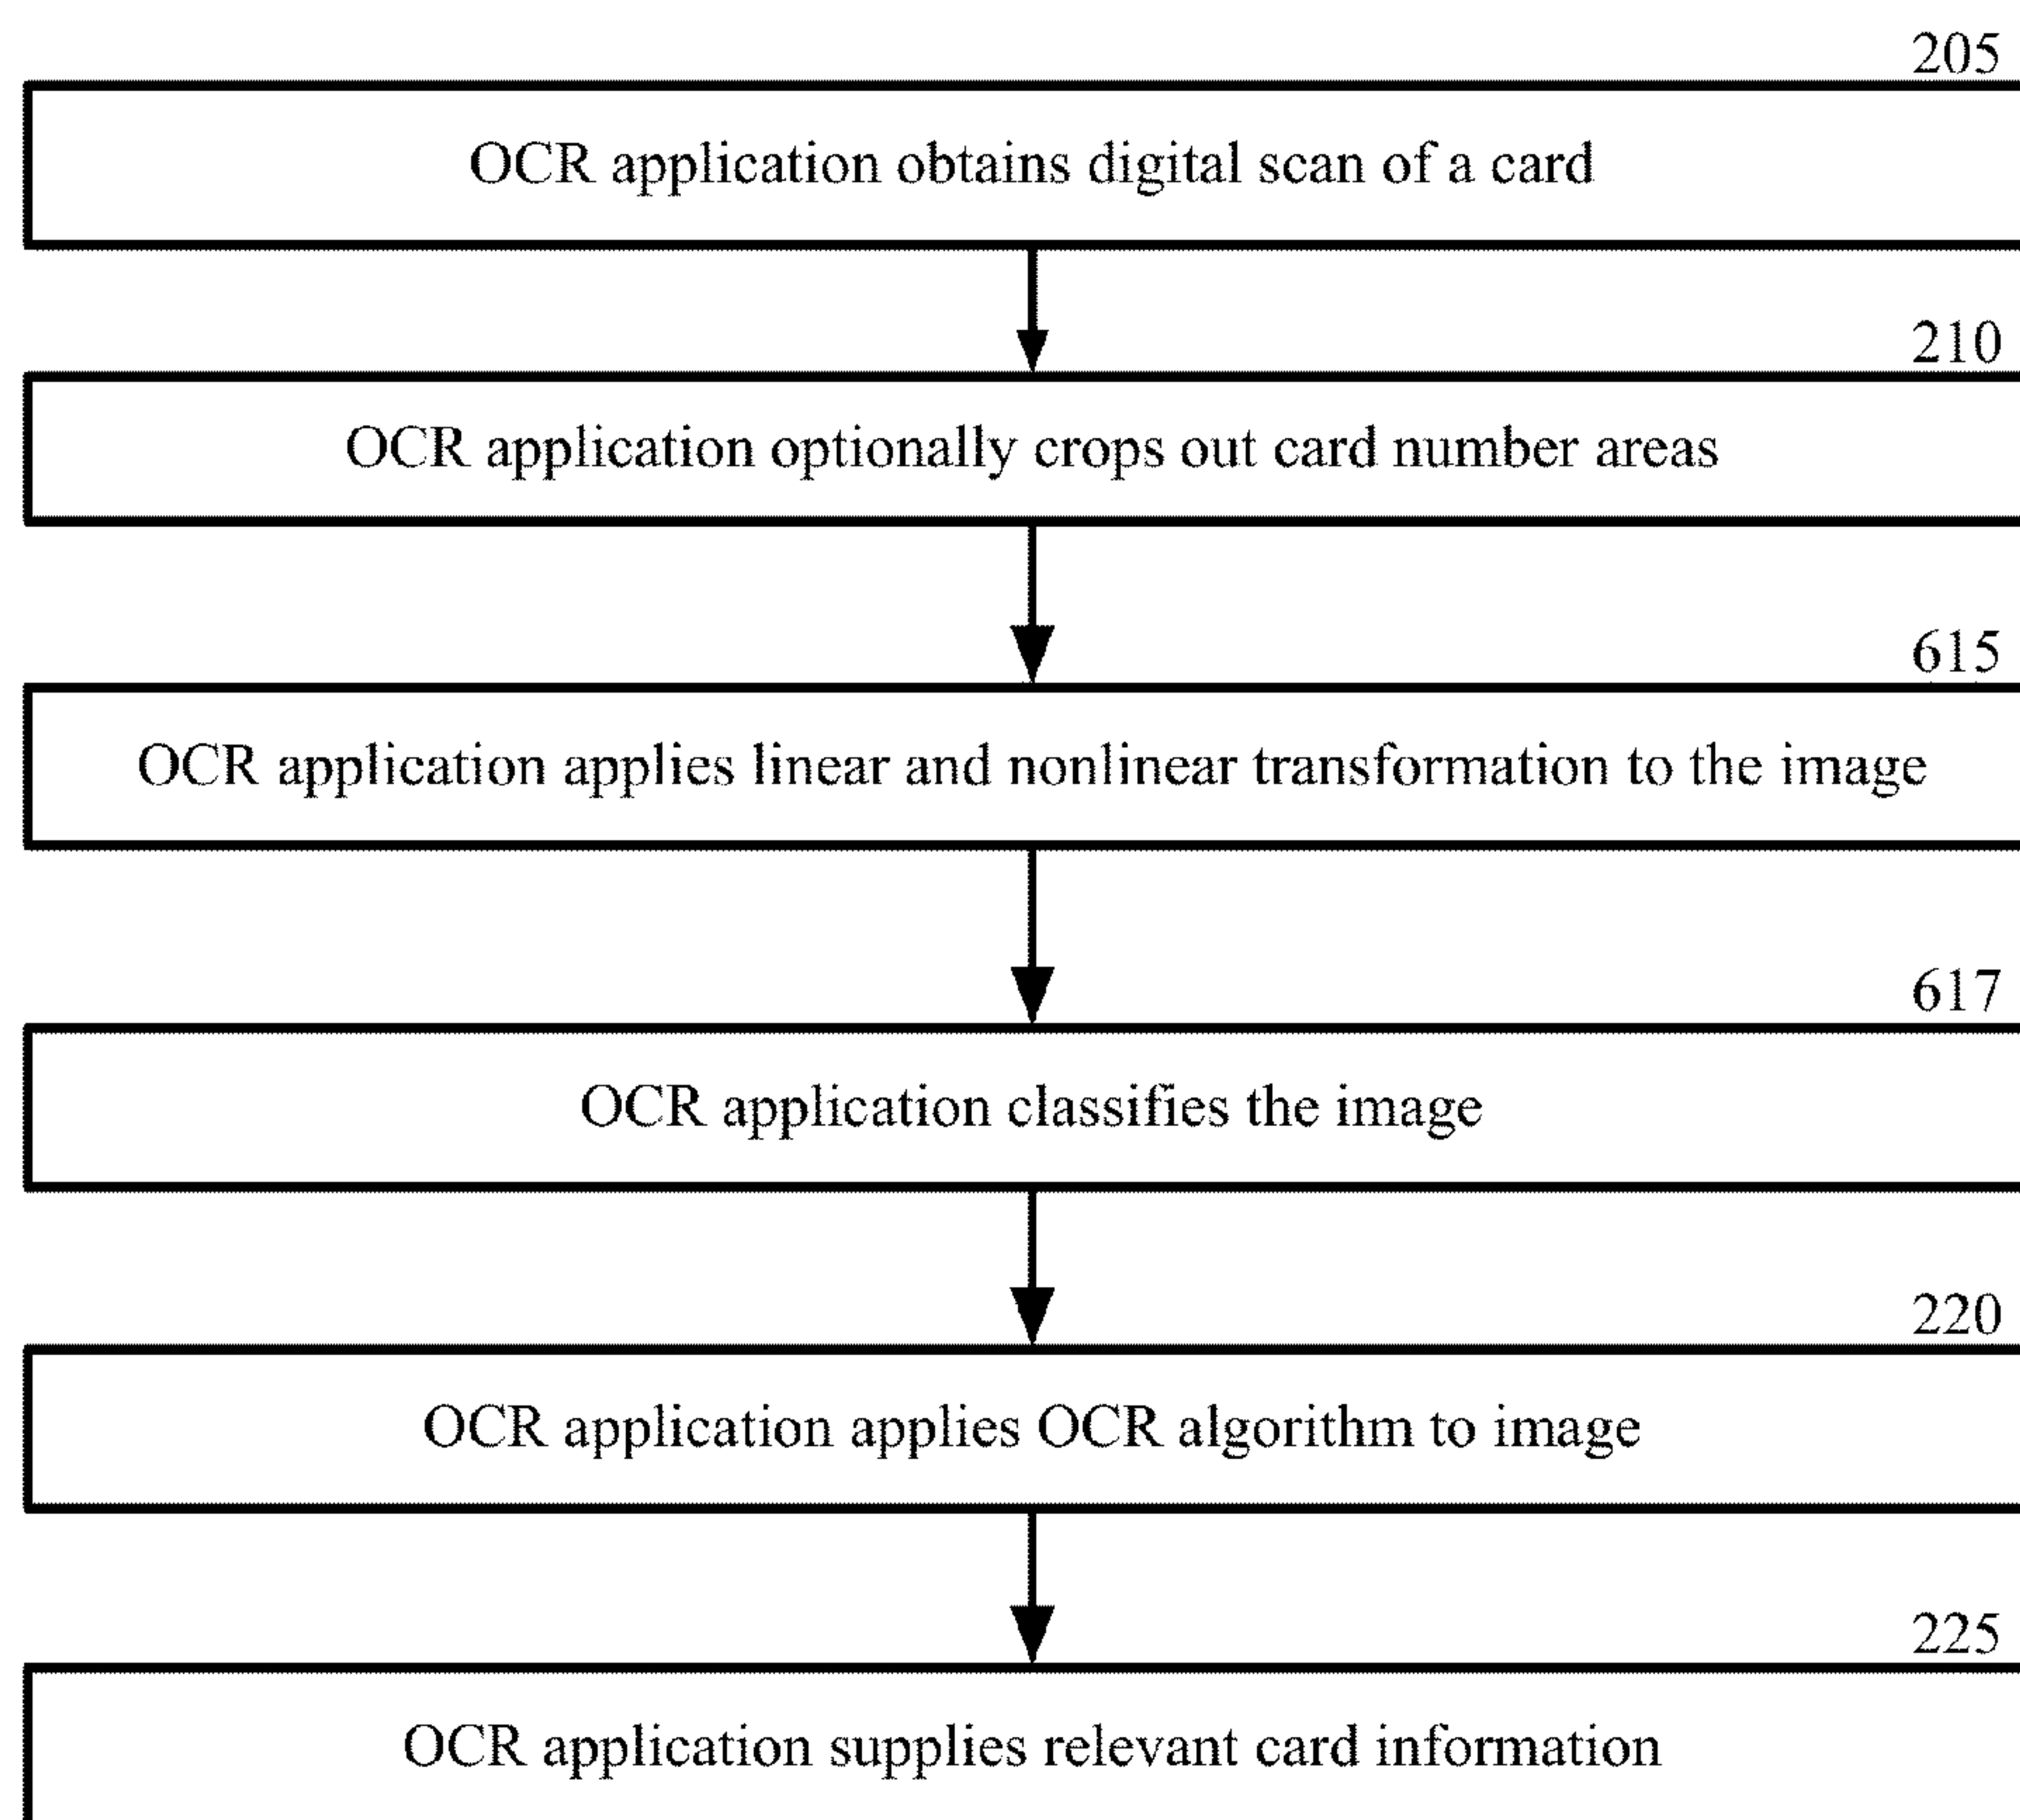 205
OCR application obtains digital scan of a card
210
OCR application optionally crops out card number areas
615
OCR application applies linear and nonlinear transformation to the image
617
OCR application classifies the image
220
OCR application applies OCR algorithm to image
225
OCR application supplies relevant card information